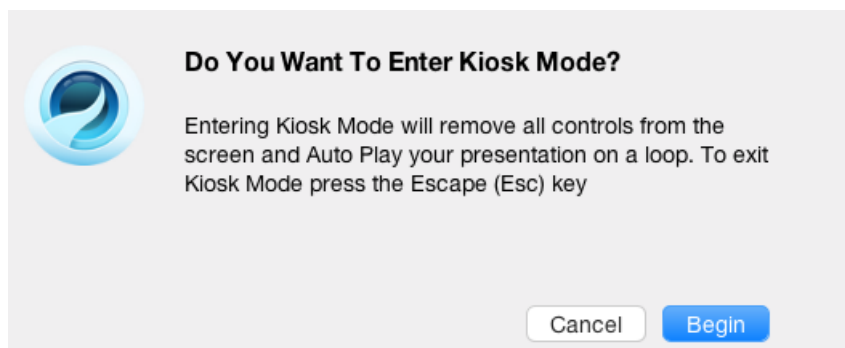 Do You Want To Enter Kiosk Mode?
Entering Kiosk Mode will remove all controls from the
screen and Auto Play your presentation on a loop. To exit
Kiosk Mode press the Escape (Esc) key
Cancel
Begin